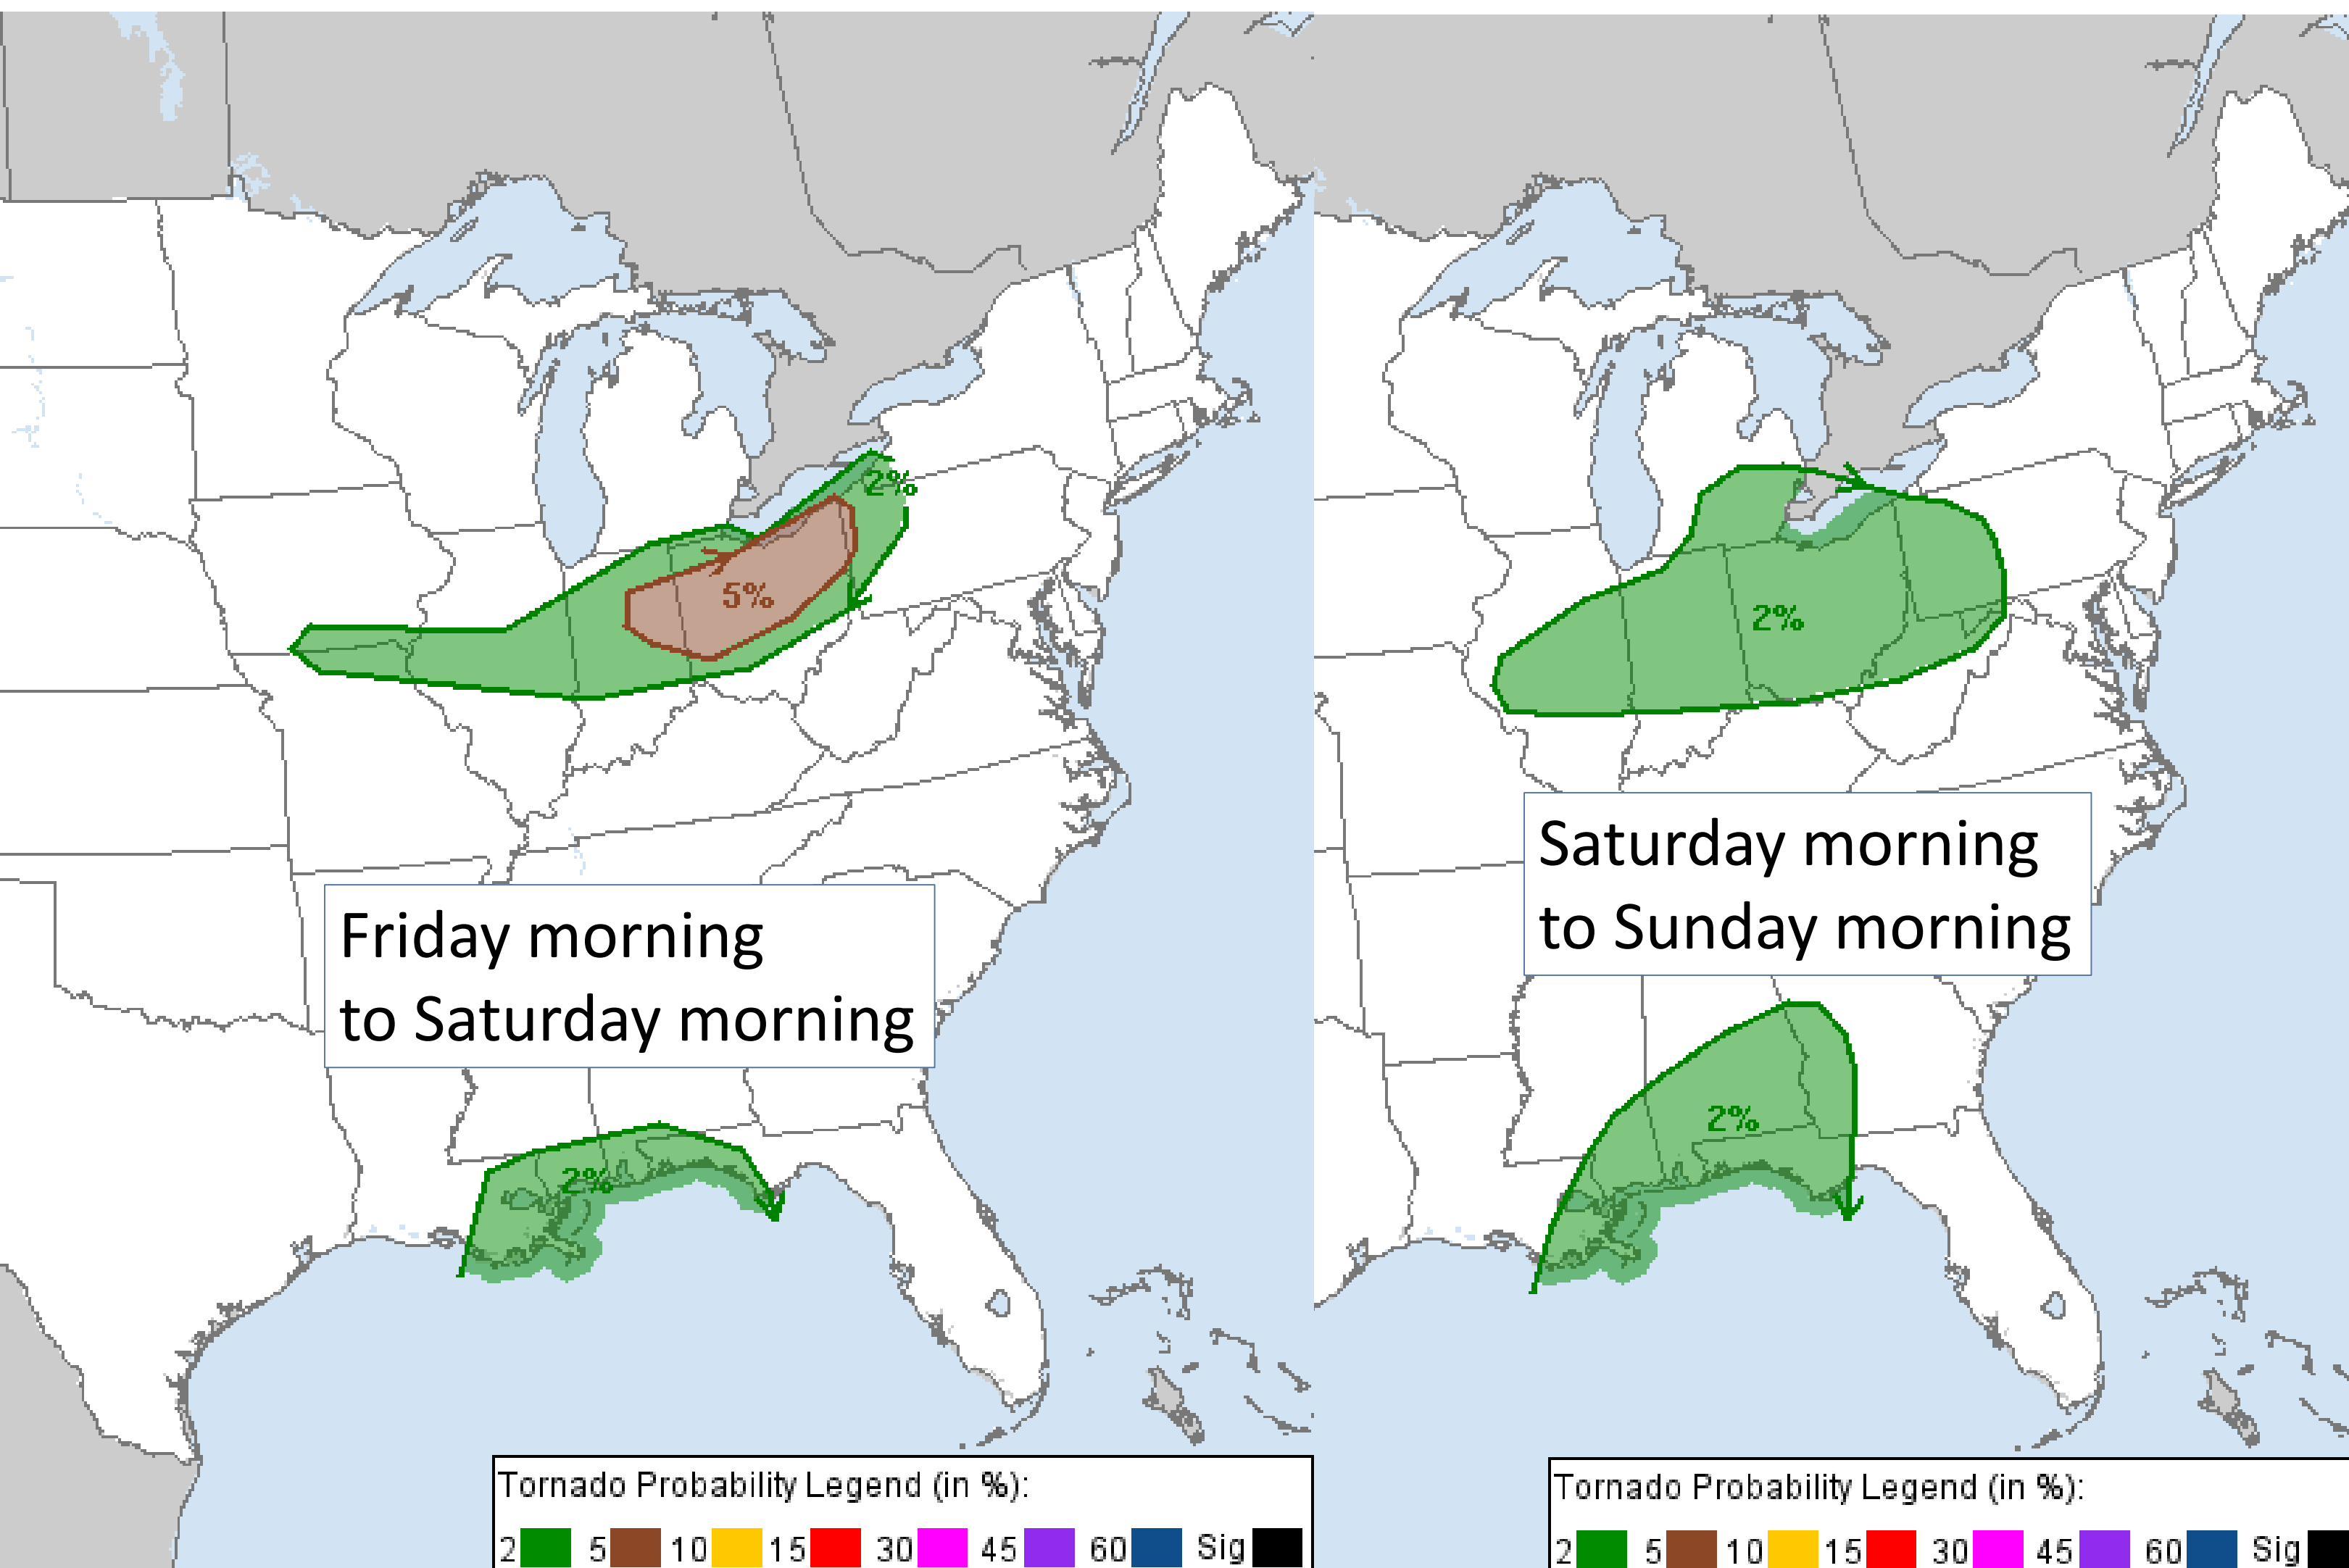 2%
5%
2%
Friday morning
to Saturday morning
Tornado Probability Legend (in %):
2 5 10 15 30 45 60 Sig
2%
2%
Saturday morning
to Sunday morning
Tornado Probability Legend (in %):
2 5 10 15 30 45 60 Sig